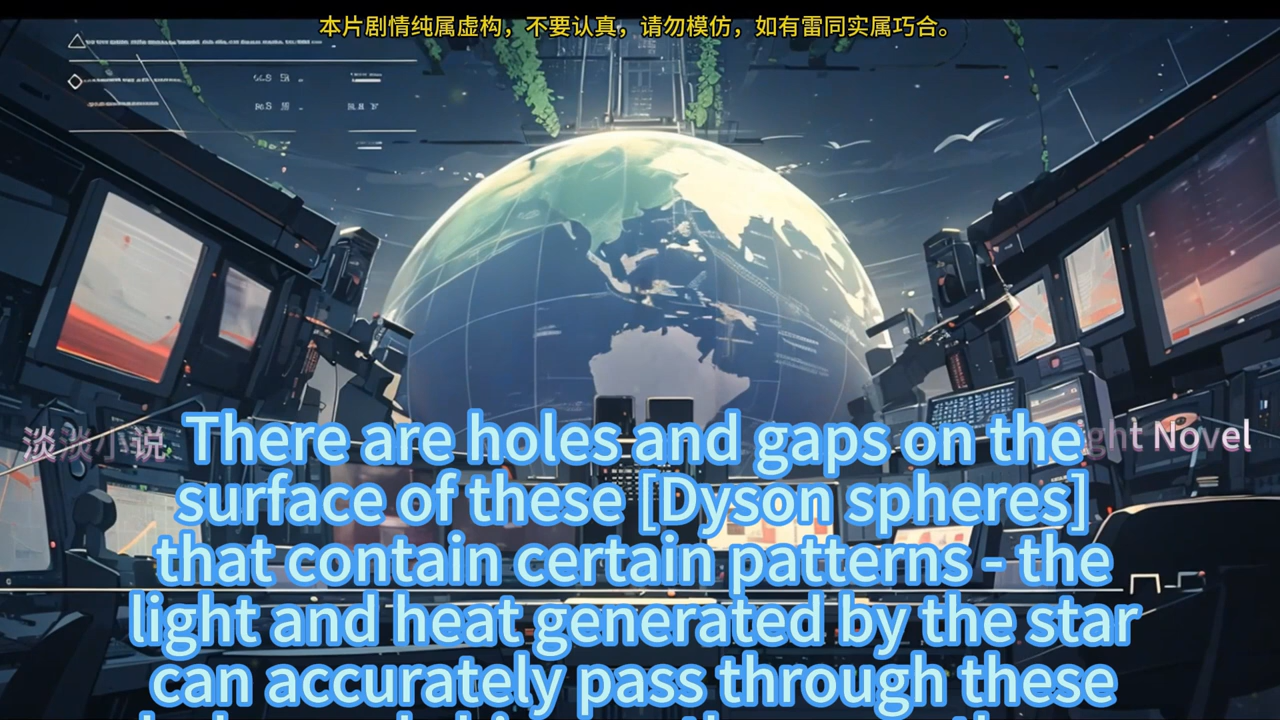 本片剧情纯属虚构，不要认真，请勿模仿，如有雷同实属巧合。
淡淡小说
ght Novel
There are holes and gaps on the
surface of these [Dyson spheres]
that contain certain patterns - the
light and heat generated by the star
can accurately pass through these